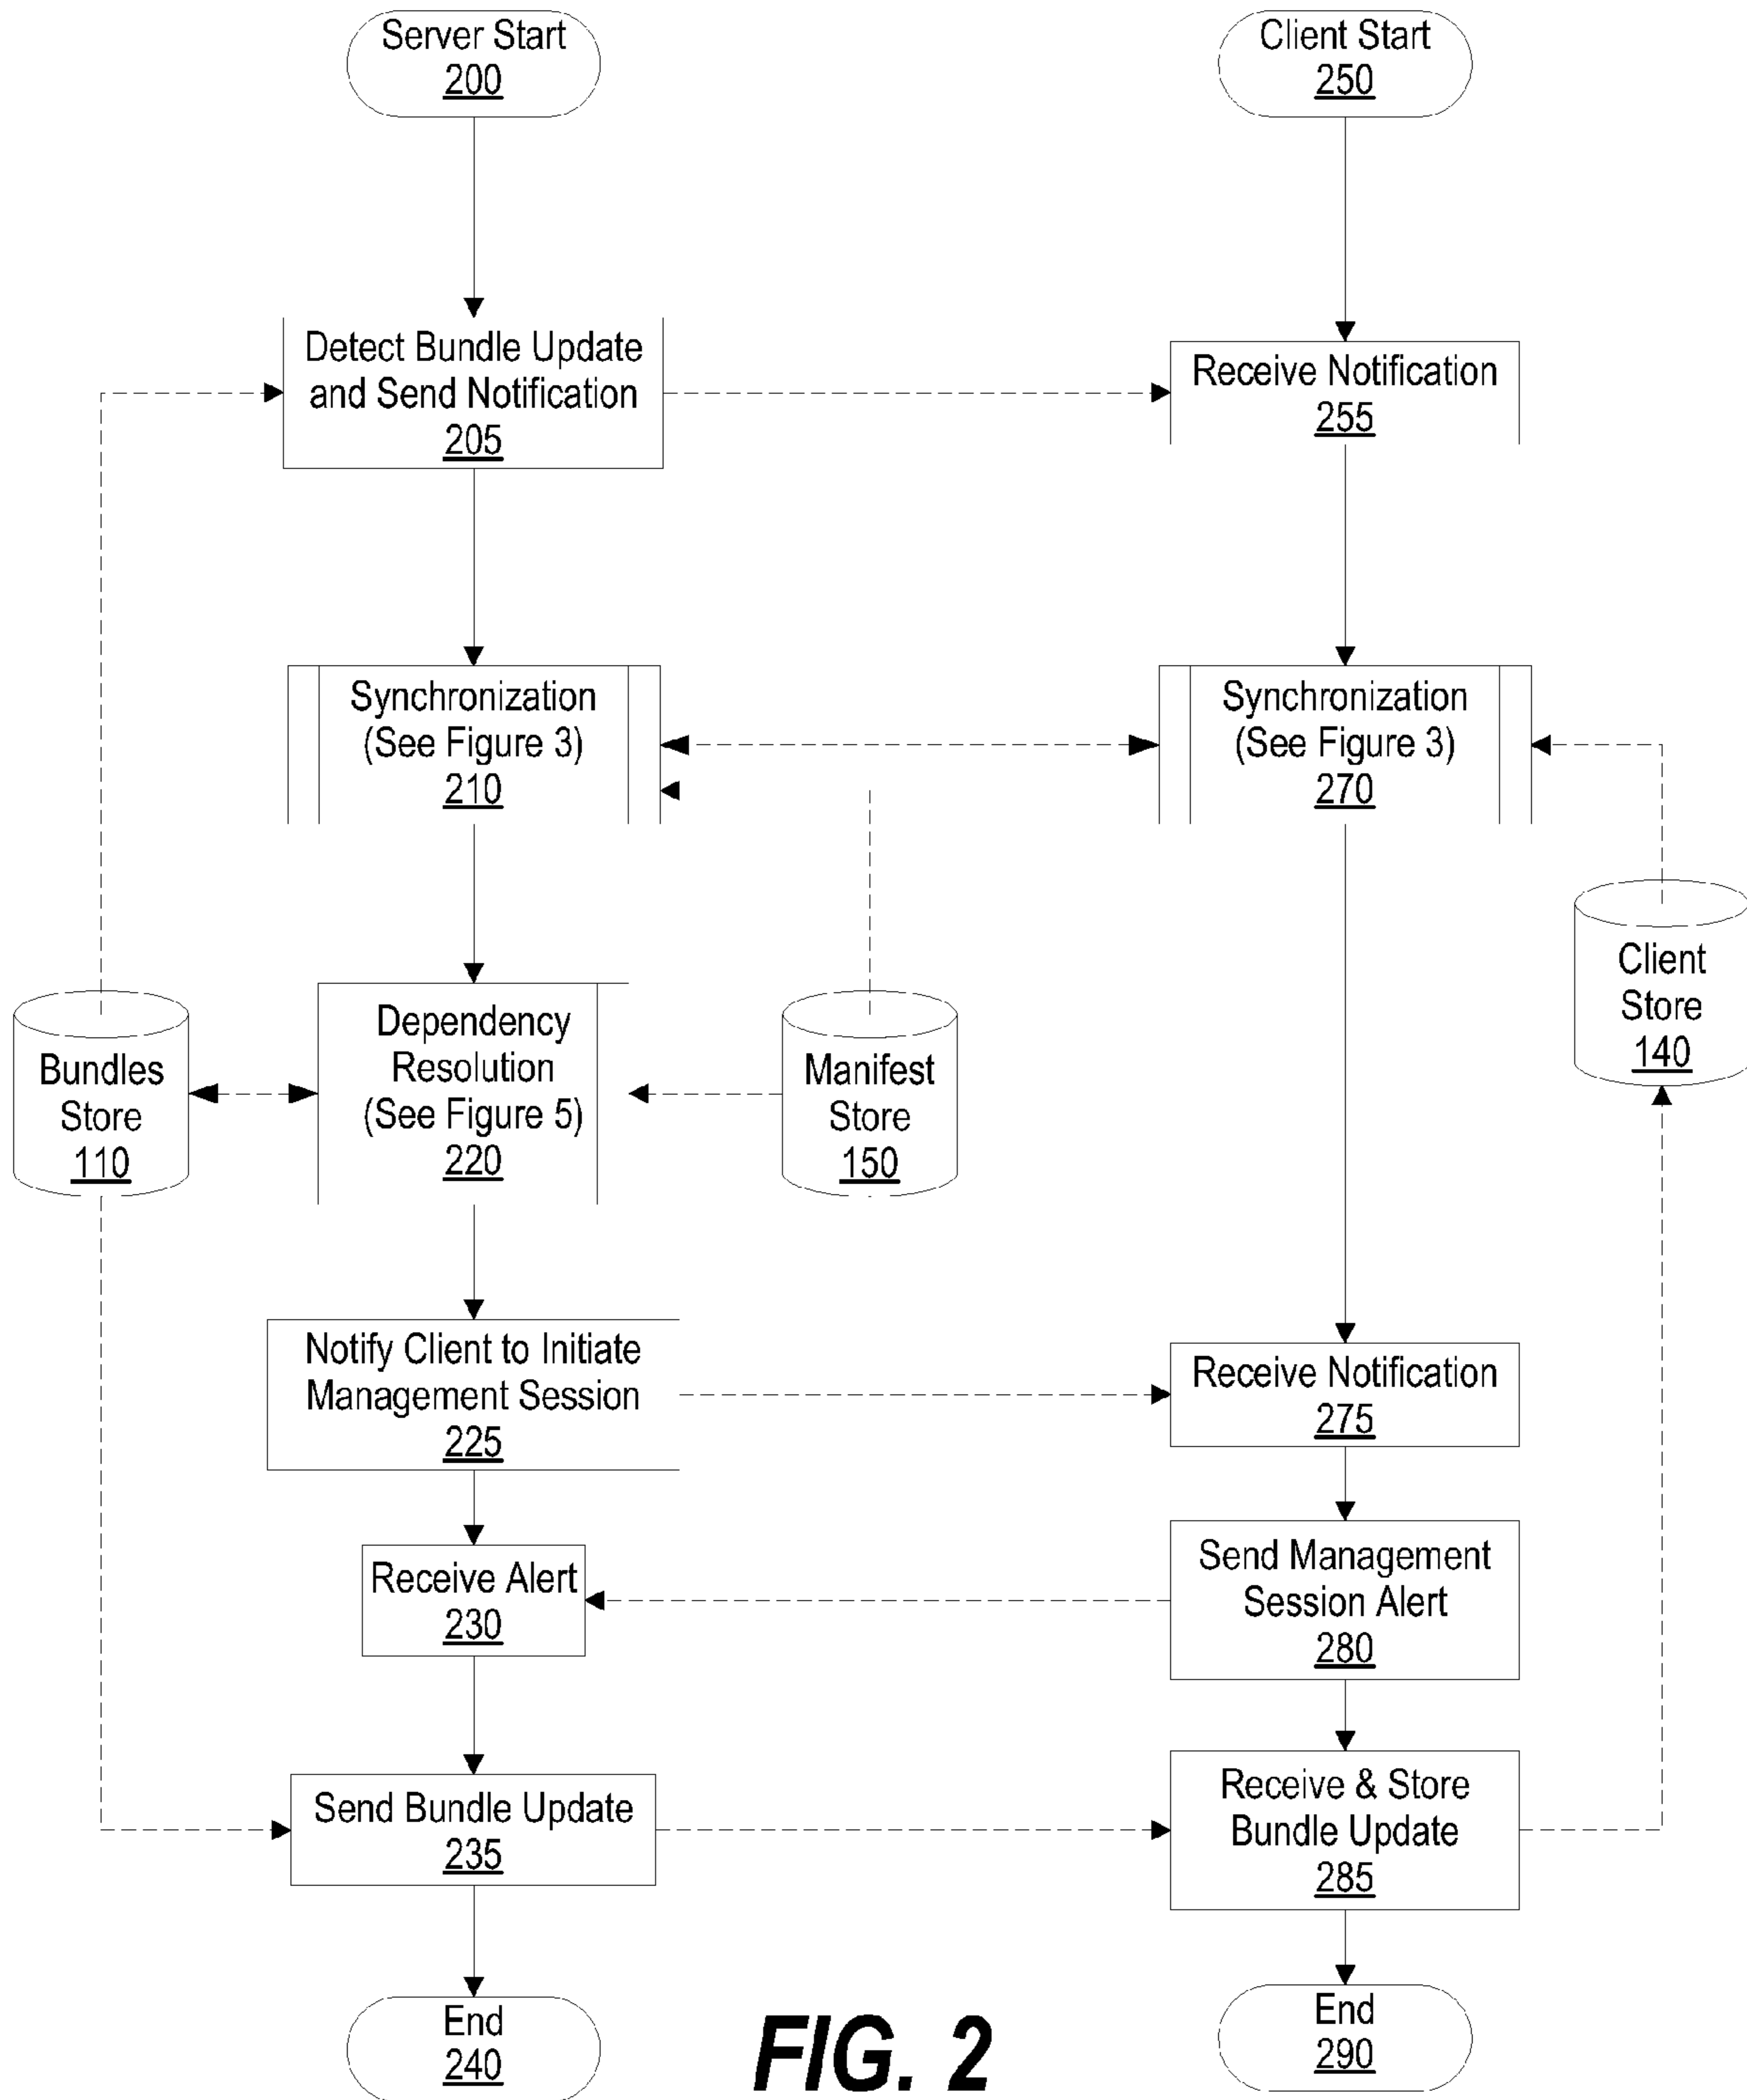 Server Start
200
Client Start
250
Detect Bundle Update
and Send Notification
205
Receive Notification
255
Synchronization
(See Figure 3)
210
Synchronization
(See Figure 3)
270
Client
Store
140
Bundles
Store
110
Dependency
Resolution
(See Figure 5)
220
Manifest
Store
150
Notify Client to Initiate
Management Session
225
Receive Notification
275
Receive Alert
230
Send Management
Session Alert
280
Send Bundle Update
235
Receive & Store
Bundle Update
285
End
240
End
290
FIG. 2